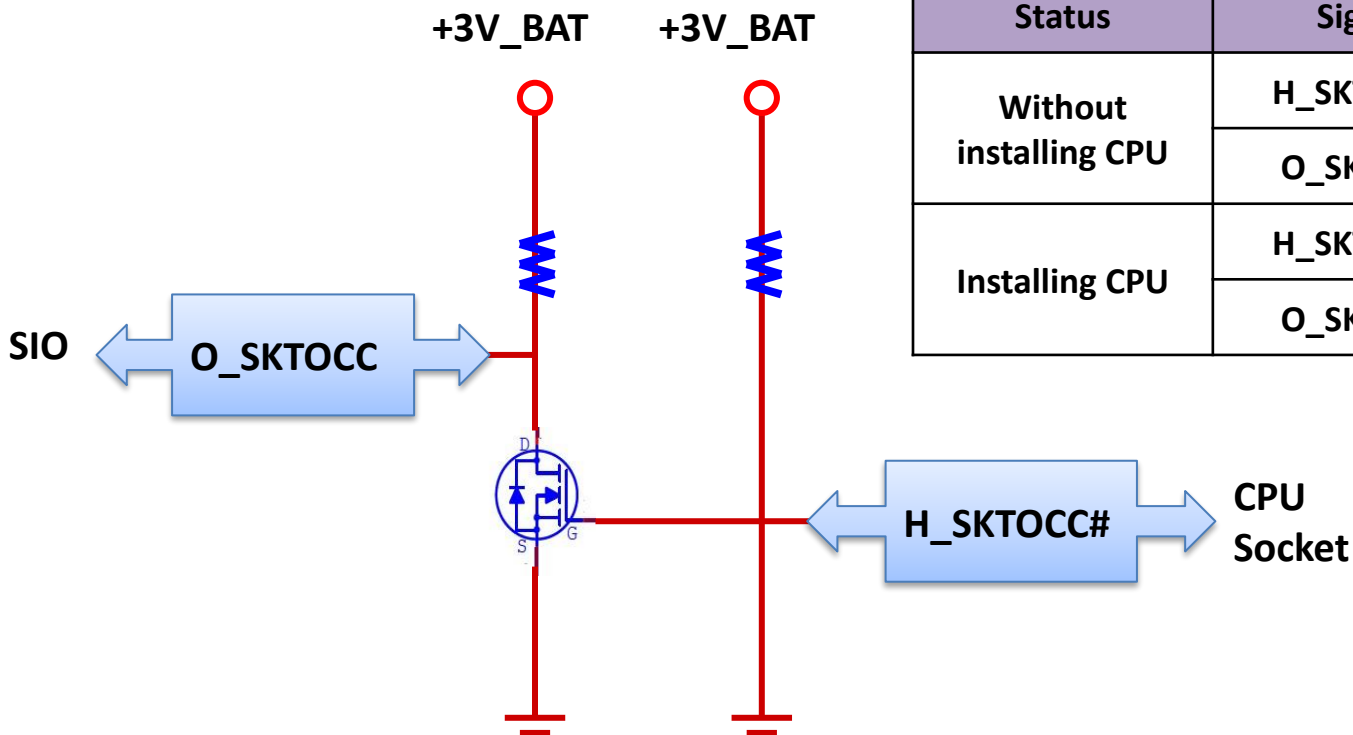 +3V_BAT +3V_BAT
Status
Without
installing CPU
Installing CPU
SIO
O_SKTOCC
D
G
S
H_SKTOCC#
CPU
Socket